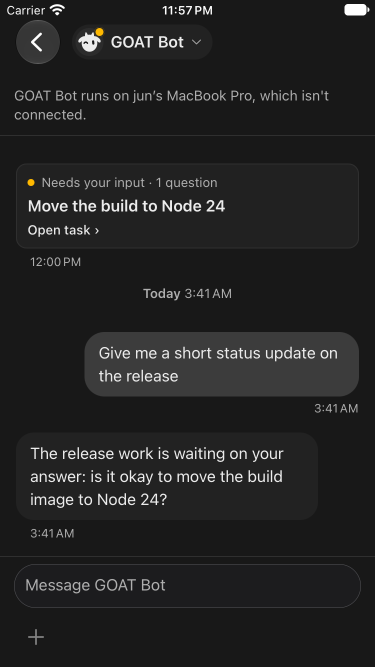 Carrier 11:57 PM
GOAT Bot
GOAT Bot runs on jun’s MacBook Pro, which isn’t
connected.
Needs your input · 1 question
Move the build to Node 24
Open task ›
12:00 PM
Today 3:41 AM
Give me a short status update on
the release
3:41 AM
The release work is waiting on your
answer: is it okay to move the build
image to Node 24?
3:41 AM
Message GOAT Bot